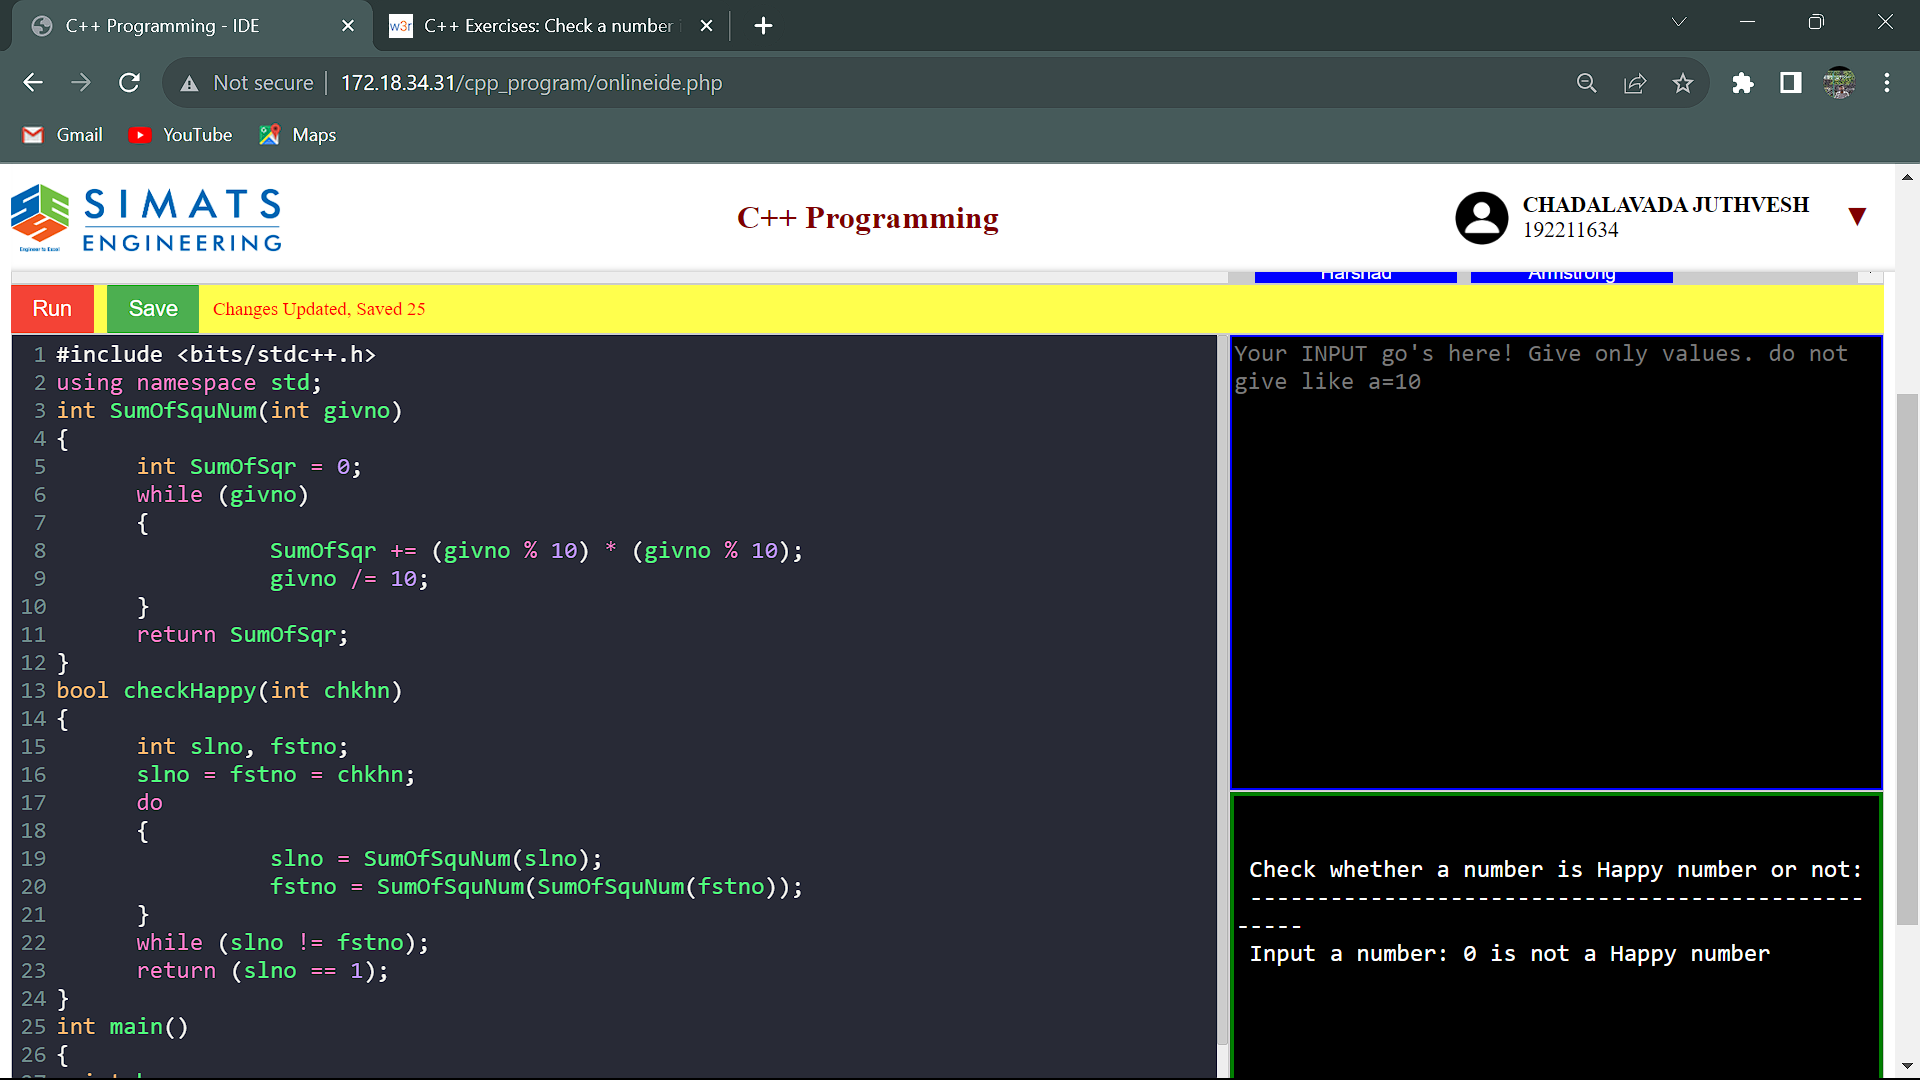 C++ Programming - IDE
w3r C++ Exercises: Check a number
Not secure 172.18.34.31/cpp_program/onlineide.php
Gmail YouTube Maps
SIMATS
ENGINEERING
Engineer to Excel
C++ Programming
CHADALAVADA JUTHVESH
192211634
Harshad Armstrong
Run Save Changes Updated, Saved 25
1 #include <bits/stdc++.h>
2 using namespace std;
3 int SumOfSquNum(int givno)
4 {
5 int SumOfSqr = 0;
6 while (givno)
7 {
8 SumOfSqr += (givno % 10) * (givno % 10);
9 givno /= 10;
10 }
11 return SumOfSqr;
12 }
13 bool checkHappy(int chkhn)
14 {
15 int slno, fstno;
16 slno = fstno = chkhn;
17 do
18 {
19 slno = SumOfSquNum(slno);
20 fstno = SumOfSquNum(SumOfSquNum(fstno));
21 }
22 while (slno != fstno);
23 return (slno == 1);
24 }
25 int main()
26 {
Your INPUT go's here! Give only values. do not
give like a=10
Check whether a number is Happy number or not:
----------------------------------------------
-----
Input a number: 0 is not a Happy number